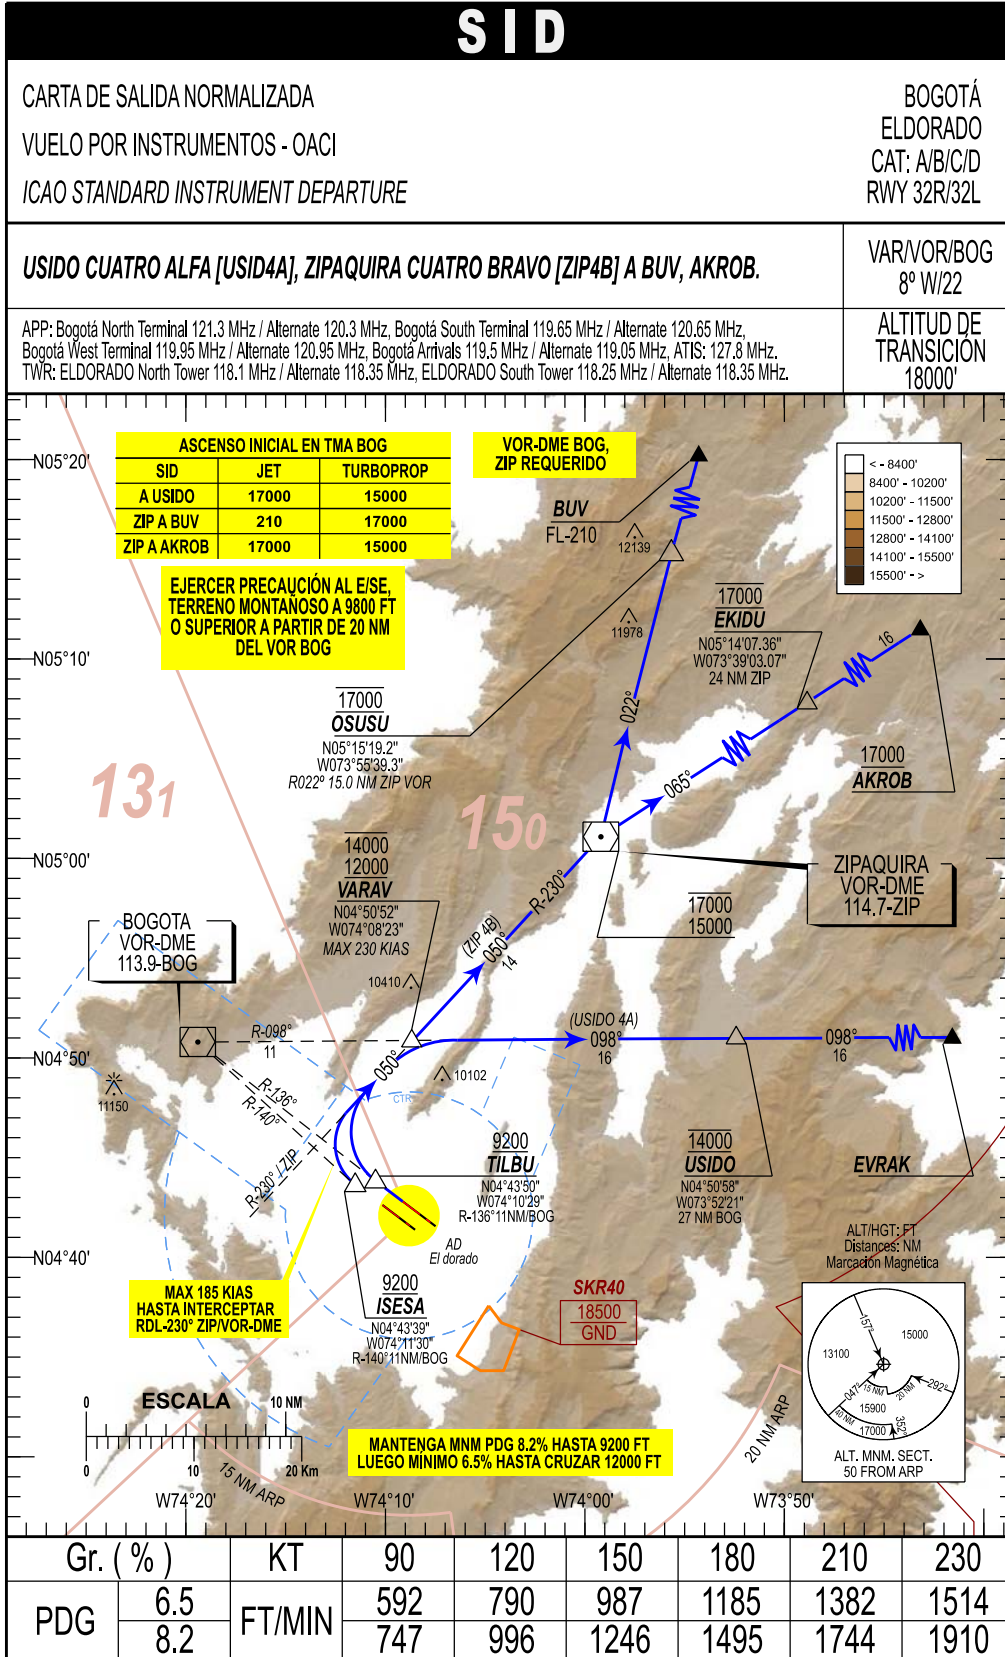 SID
CARTA DE SALIDA NORMALIZADA
VUELO POR INSTRUMENTOS - OACI
ICAO STANDARD INSTRUMENT DEPARTURE
BOGOTÁ
ELDORADO
CAT: A/B/C/D
RWY 32R/32L
USIDO CUATRO ALFA [USID4A], ZIPAQUIRA CUATRO BRAVO [ZIP4B] A BUV, AKROB.
VAR/VOR/BOG
8º W/22
APP: Bogotá North Terminal 121.3 MHz / Alternate 120.3 MHz, Bogotá South Terminal 119.65 MHz / Alternate 120.65 MHz,
Bogotá West Terminal 119.95 MHz / Alternate 120.95 MHz, Bogotá Arrivals 119.5 MHz / Alternate 119.05 MHz, ATIS: 127.8 MHz.
TWR: ELDORADO North Tower 118.1 MHz / Alternate 118.35 MHz, ELDORADO South Tower 118.25 MHz / Alternate 118.35 MHz.
ALTITUD DE
TRANSICIÓN
18000'
N05°20'
ASCENSO INICIAL EN TMA BOG
SID JET TURBOPROP
A USIDO 17000 15000
ZIP A BUV 210 17000
ZIP A AKROB 17000 15000
VOR-DME BOG,
ZIP REQUERIDO
< - 8400'
8400' - 10200'
10200' - 11500'
11500' - 12800'
12800' - 14100'
14100' - 15500'
15500' - >
BUV
FL-210
12139
EJERCER PRECAUCIÓN AL E/SE,
TERRENO MONTAÑOSO A 9800 FT
O SUPERIOR A PARTIR DE 20 NM
DEL VOR BOG
11978
17000
EKIDU
N05°14'07.36"
W073°39'03.07"
24 NM ZIP
16
N05°10'
17000
OSUSU
N05°15'19.2"
W073°55'39.3"
R022° 15.0 NM ZIP VOR
022°
065°
17000
AKROB
131
150
N05°00'
14000
12000
VARAV
N04°50'52"
W074°08'23"
MAX 230 KIAS
R-230°
ZIPAQUIRA
VOR-DME
114.7-ZIP
17000
15000
BOGOTA
VOR-DME
113.9-BOG
(ZIP 4B)
050°
14
10410
R-098°
11
(USIDO 4A)
098°
16
098°
16
N04°50'
050°
10102
11150
R-136°
R-140°
CTR
R-230° / ZIP
9200
TILBU
N04°43'50"
W074°10'29"
R-136°11NM/BOG
14000
USIDO
N04°50'58"
W073°52'21"
27 NM BOG
EVRAK
ALT/HGT: FT
Distances: NM
Marcación Magnética
N04°40'
AD
El dorado
MAX 185 KIAS
HASTA INTERCEPTAR
RDL-230° ZIP/VOR-DME
9200
ISESA
N04°43'39"
W074°11'30"
R-140°11NM/BOG
SKR40
18500
GND
157°
15000
13100
047°
15 NM
20 NM
292°
15900
40 NM
17000
352°
ALT. MNM. SECT.
50 FROM ARP
ESCALA
0 10 NM
0 10 20 Km
15 NM ARP
20 NM ARP
MANTENGA MNM PDG 8.2% HASTA 9200 FT
LUEGO MÍNIMO 6.5% HASTA CRUZAR 12000 FT
W74°20' W74°10' W74°00' W73°50'
Gr. ( % ) KT 90 120 150 180 210 230
PDG 6.5 FT/MIN 592 790 987 1185 1382 1514
8.2 747 996 1246 1495 1744 1910